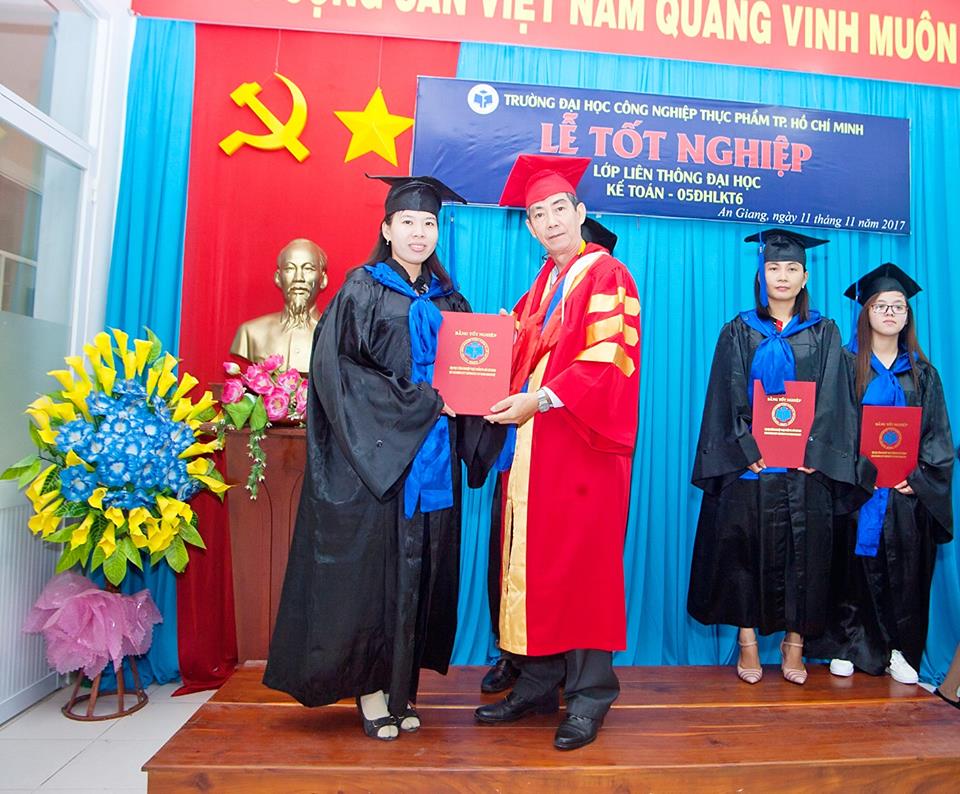 CỘNG SẢN VIỆT NAM QUANG VINH MUÔN
TRƯỜNG ĐẠI HỌC CÔNG NGHIỆP THỰC PHẨM TP. HỒ CHÍ MINH
LỄ TỐT NGHIỆP
LỚP LIÊN THÔNG ĐẠI HỌC
KẾ TOÁN - 05ĐHLKT6
An Giang, ngày 11 tháng 11 năm 2017
BẰNG TỐT NGHIỆP
BẰNG TỐT NGHIỆP
BẰNG TỐT NGHIỆP